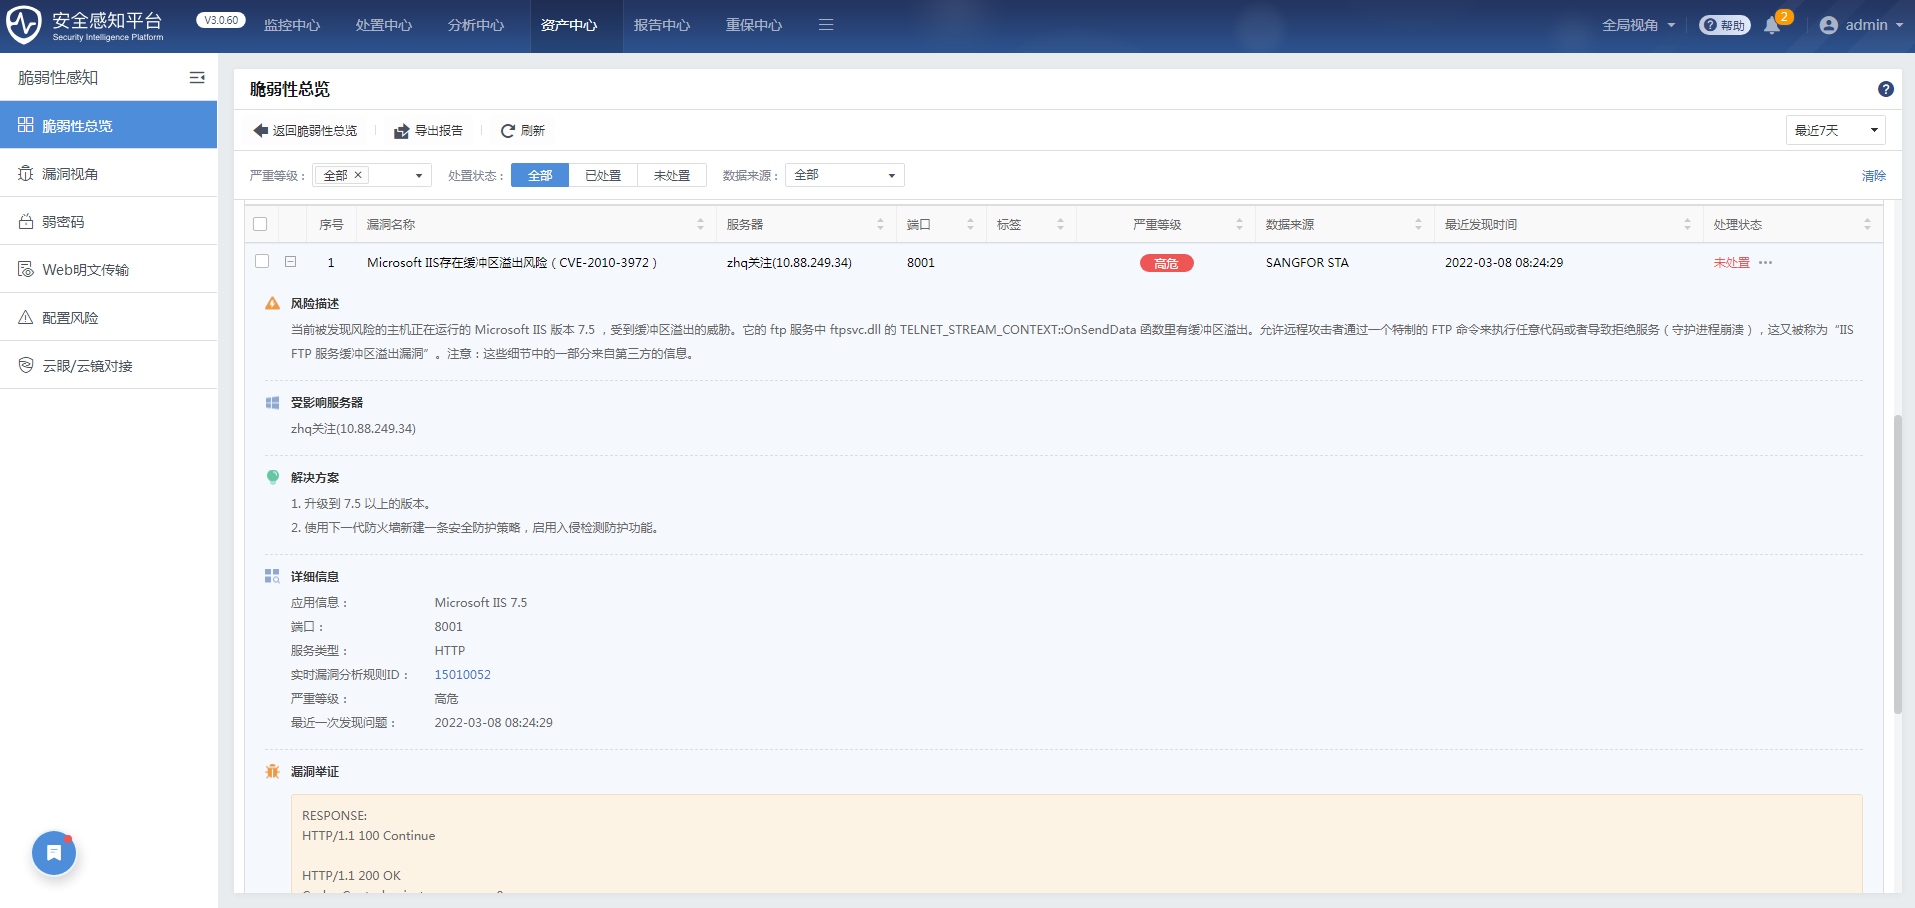 安全感知平台
Security Intelligence Platform
V3.0.60
监控中心
处置中心
分析中心
资产中心
报告中心
重保中心
全局视角
帮助
2
admin
脆弱性感知
脆弱性总览
漏洞视角
弱密码
Web明文传输
配置风险
云眼/云镜对接
脆弱性总览
返回脆弱性总览
导出报告
刷新
最近7天
严重等级：
全部 ×
处置状态：
全部
已处置
未处置
数据来源：
全部
清除
序号
漏洞名称
服务器
端口
标签
严重等级
数据来源
最近发现时间
处理状态
1
Microsoft IIS存在缓冲区溢出风险（CVE-2010-3972）
zhq关注(10.88.249.34)
8001
高危
SANGFOR STA
2022-03-08 08:24:29
未处置
风险描述
当前被发现风险的主机正在运行的 Microsoft IIS 版本 7.5 ，受到缓冲区溢出的威胁。它的 ftp 服务中 ftpsvc.dll 的 TELNET_STREAM_CONTEXT::OnSendData 函数里有缓冲区溢出。允许远程攻击者通过一个特制的 FTP 命令来执行任意代码或者导致拒绝服务（守护进程崩溃），这又被称为“IIS
FTP 服务缓冲区溢出漏洞”。注意：这些细节中的一部分来自第三方的信息。
受影响服务器
zhq关注(10.88.249.34)
解决方案
1. 升级到 7.5 以上的版本。
2. 使用下一代防火墙新建一条安全防护策略，启用入侵检测防护功能。
详细信息
应用信息： Microsoft IIS 7.5
端口： 8001
服务类型： HTTP
实时漏洞分析规则ID： 15010052
严重等级： 高危
最近一次发现问题： 2022-03-08 08:24:29
漏洞举证
RESPONSE:
HTTP/1.1 100 Continue
HTTP/1.1 200 OK